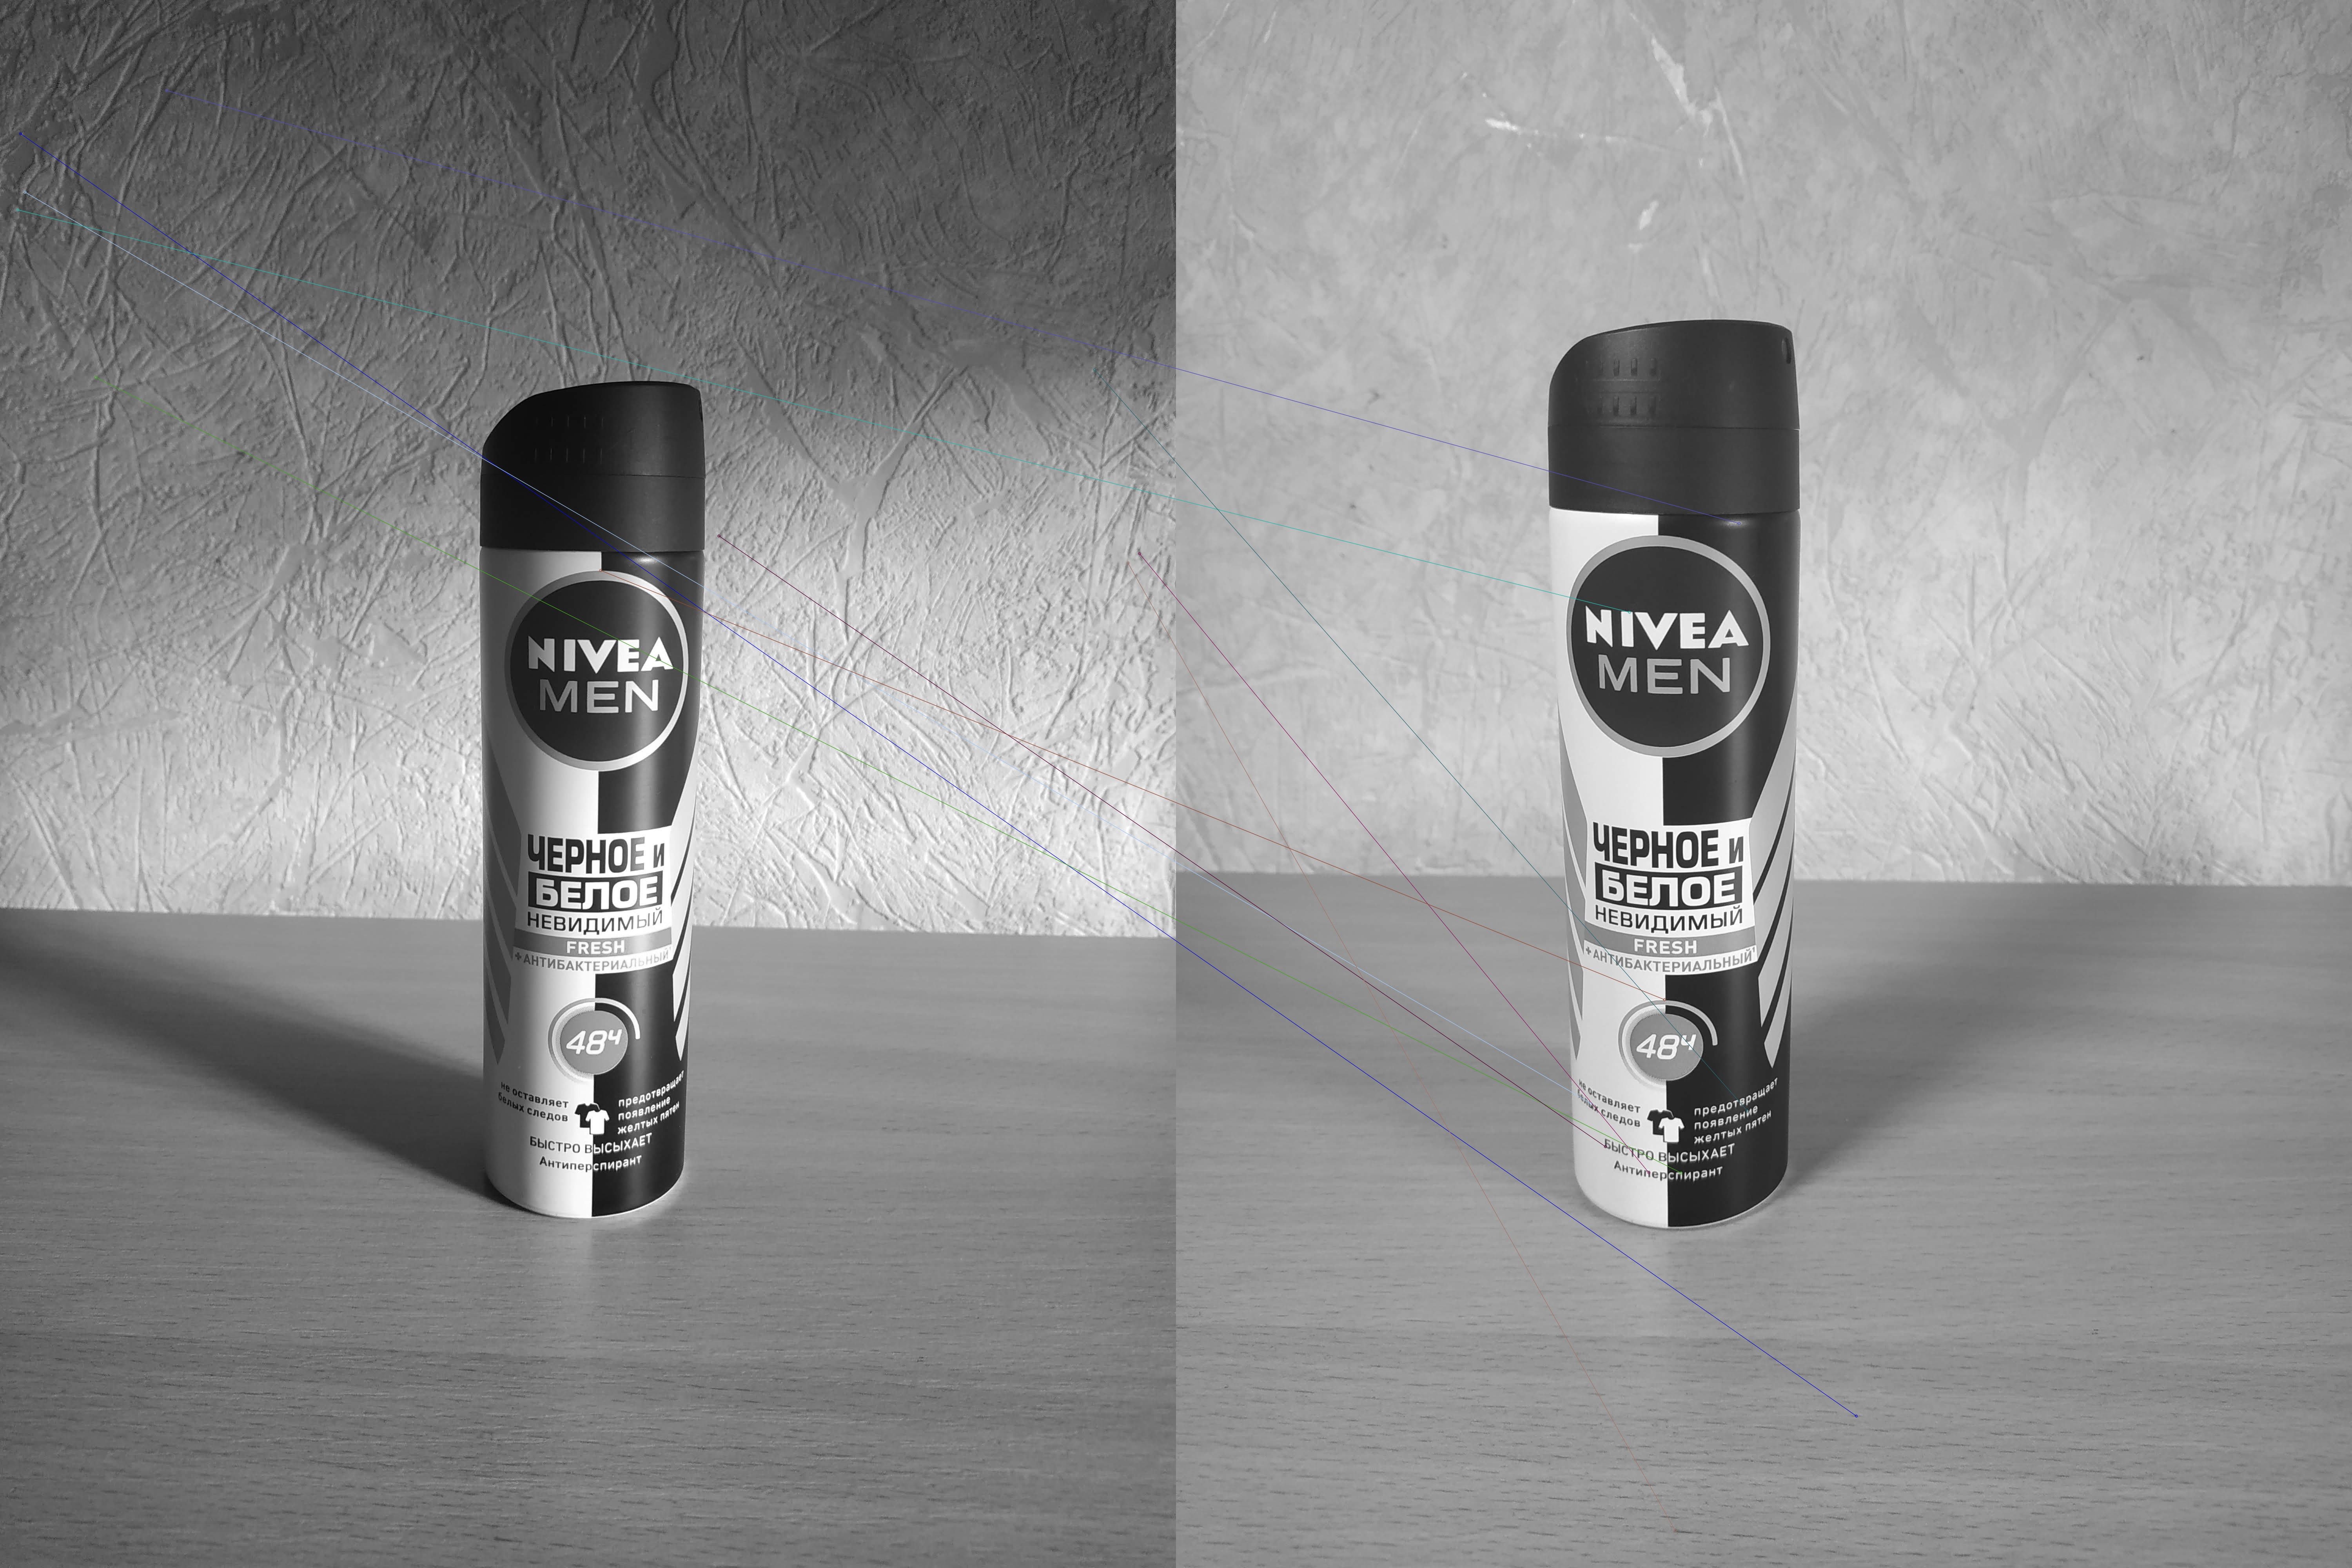 NIVEA
MEN
ЧЕРНОЕ и
БЕЛОЕ
НЕВИДИМЫЙ
FRESH
+АНТИБАКТЕРИАЛЬНЫЙ
48ч
не оставляет
белых следов
предотвращает
появление
желтых пятен
БЫСТРО ВЫСЫХАЕТ
Антиперспирант
NIVEA
MEN
ЧЕРНОЕ и
БЕЛОЕ
НЕВИДИМЫЙ
FRESH
+АНТИБАКТЕРИАЛЬНЫЙ¹
48ч
не оставляет
белых следов
предотвращает
появление
желтых пятен
БЫСТРО ВЫСЫХАЕТ
Антиперспирант